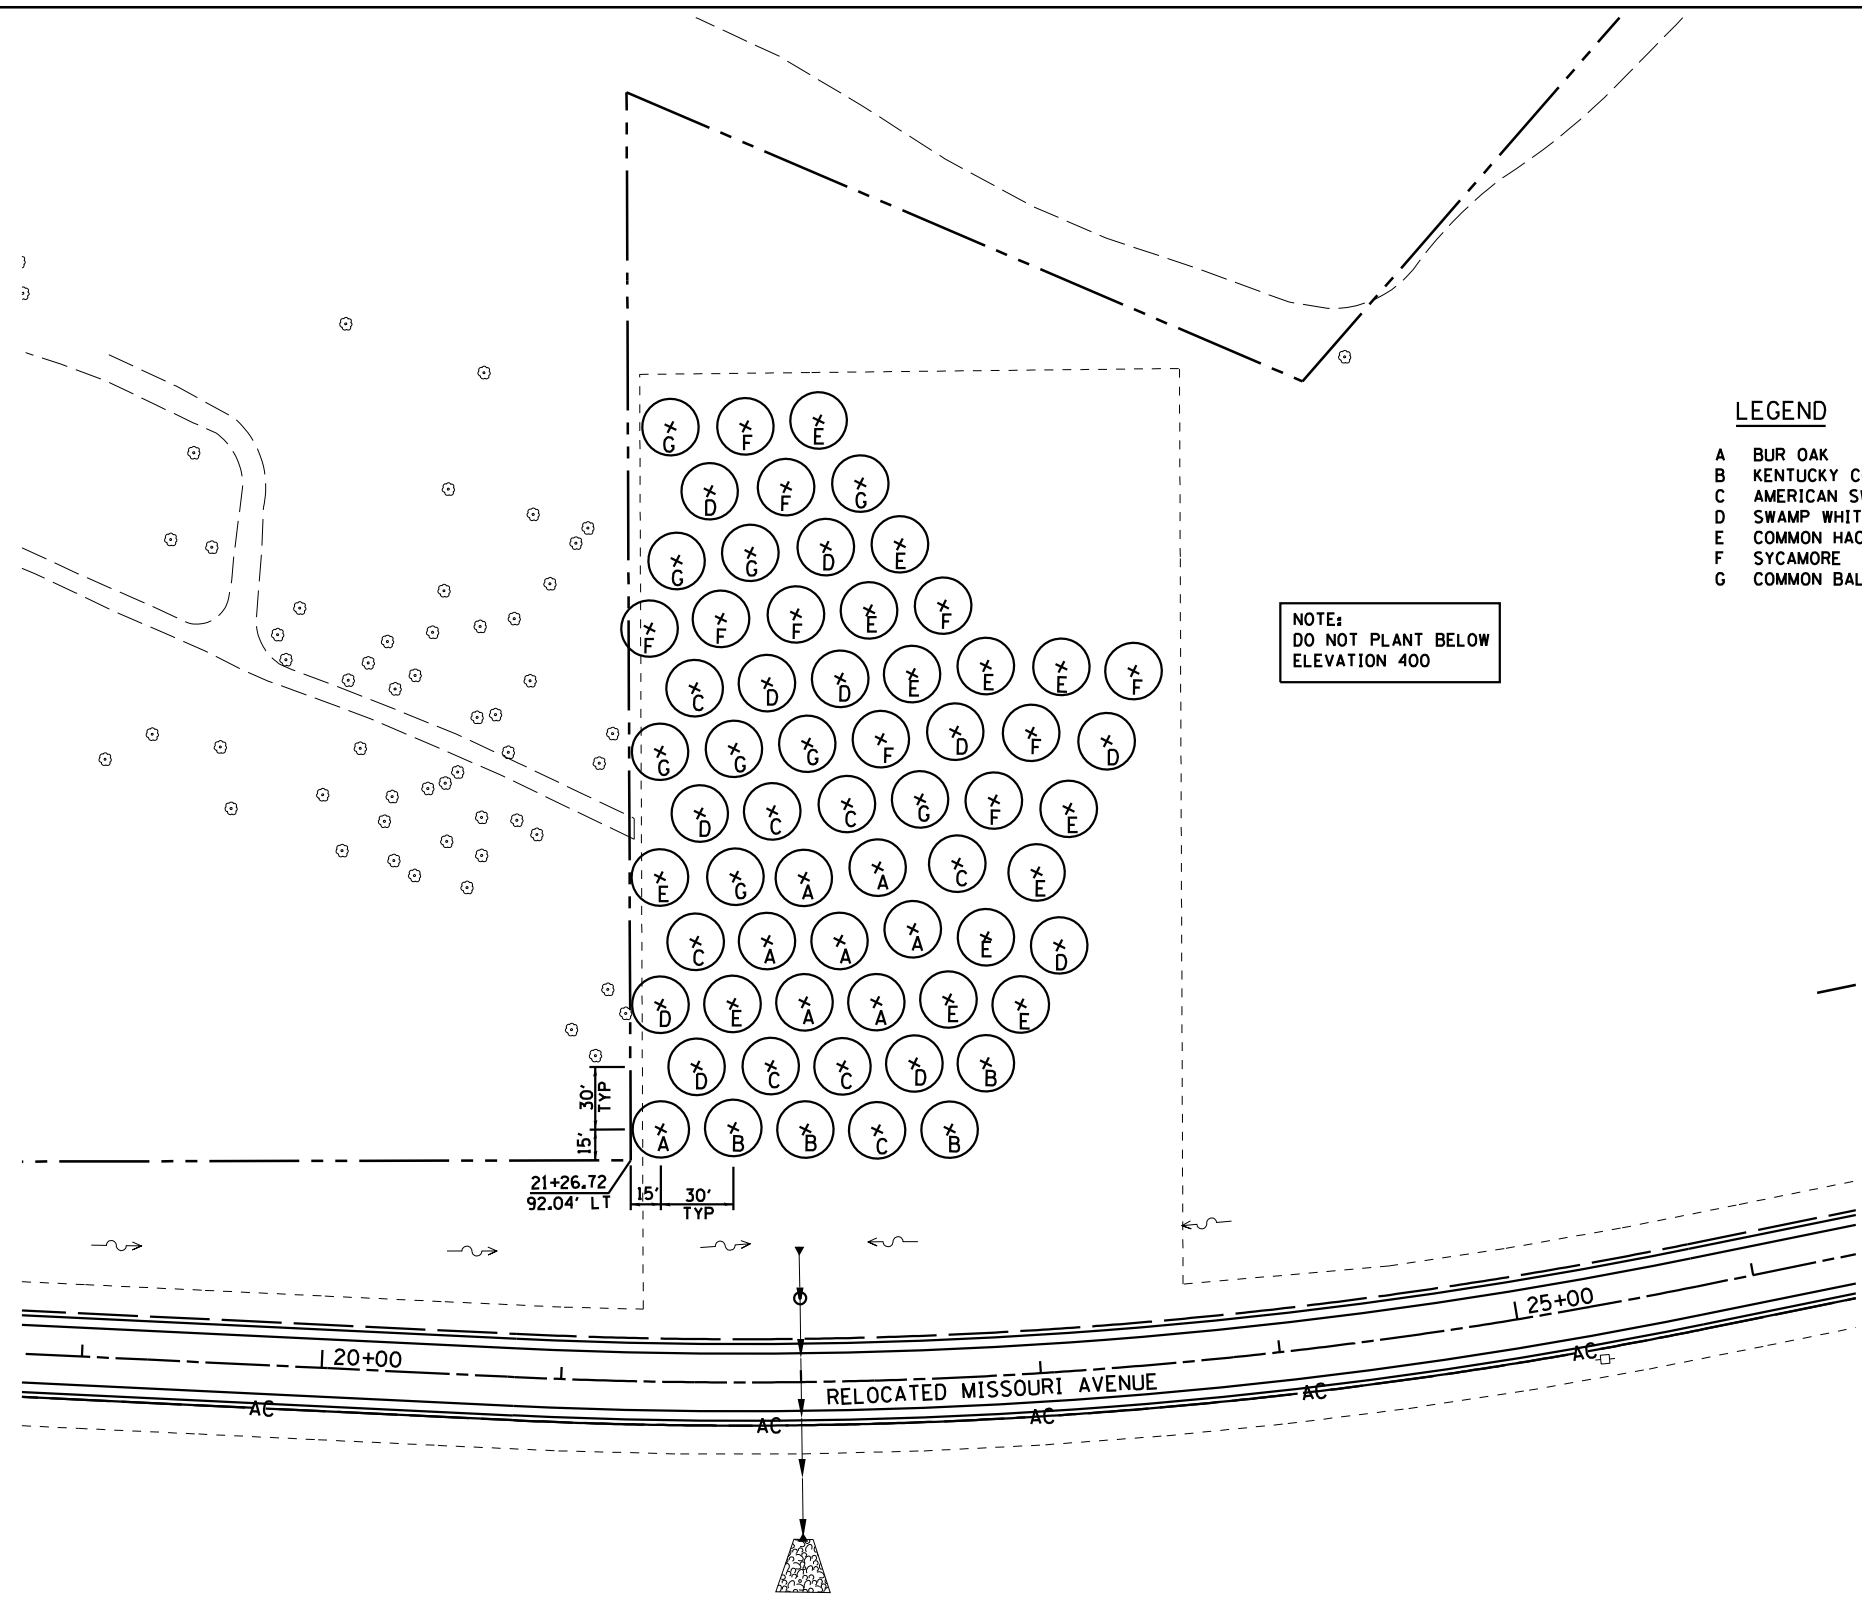 G F E
D F G
G G D E
F F F E F
C D D E E E F
G G G F D F D
D C C G F E
E G A A C E
C A A A E D
D E A A E E
D C C D B
A B B C B
LEGEND
A BUR OAK
B KENTUCKY C
C AMERICAN
D SWAMP WHIT
E COMMON HAC
F SYCAMORE
G COMMON BAL
NOTE:
DO NOT PLANT BELOW
ELEVATION 400
30'
TYP
15'
21+26.72
92.04' LT
15' 30'
TYP
20+00
25+00
RELOCATED MISSOURI AVENUE
AC AC AC AC AC